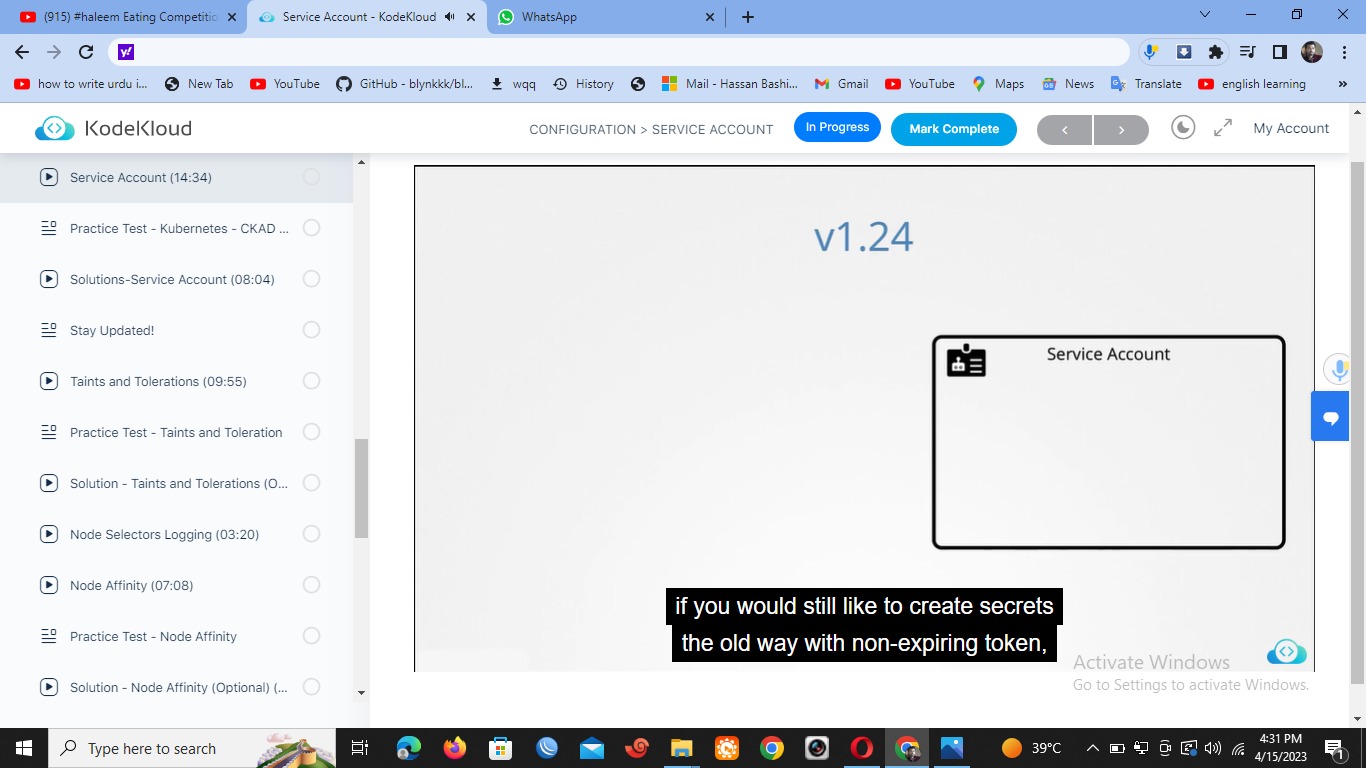 (915) #haleem Eating Competitio
Service Account - KodeKloud
WhatsApp
how to write urdu i...
New Tab
YouTube
GitHub - blynkkk/bl...
wqq
History
Mail - Hassan Bashi...
Gmail
YouTube
Maps
News
Translate
english learning
»
KodeKloud
CONFIGURATION > SERVICE ACCOUNT
In Progress
Mark Complete
My Account
Service Account (14:34)
Practice Test - Kubernetes - CKAD ...
Solutions-Service Account (08:04)
Stay Updated!
Taints and Tolerations (09:55)
Practice Test - Taints and Toleration
Solution - Taints and Tolerations (O...
Node Selectors Logging (03:20)
Node Affinity (07:08)
Practice Test - Node Affinity
Solution - Node Affinity (Optional) (...
v1.24
Service Account
if you would still like to create secrets
the old way with non-expiring token,
Activate Windows
Go to Settings to activate Windows.
Type here to search
39°C
4:31 PM
4/15/2023
1